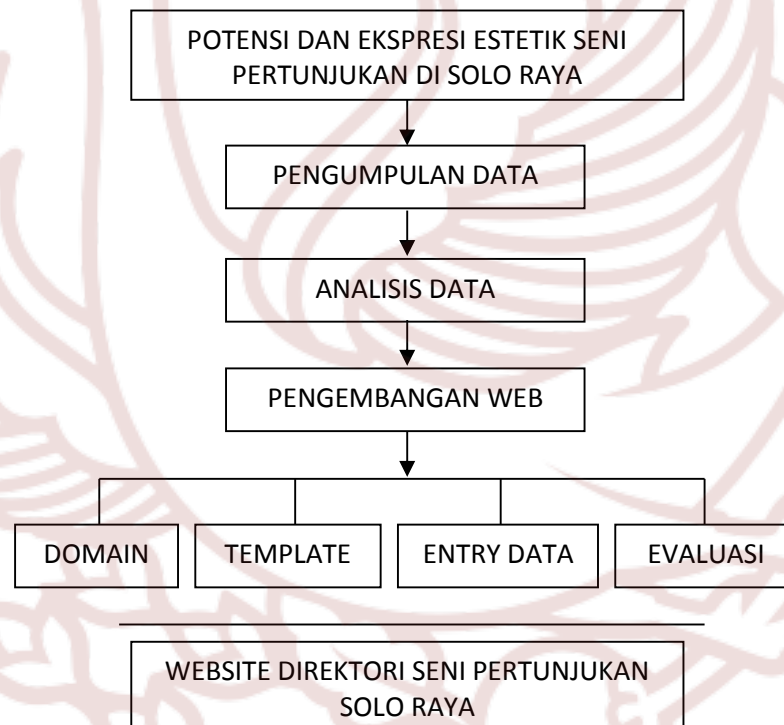 POTENSI DAN EKSPRESI ESTETIK SENI
PERTUNJUKAN DI SOLO RAYA
PENGUMPULAN DATA
ANALISIS DATA
PENGEMBANGAN WEB
DOMAIN
TEMPLATE
ENTRY DATA
EVALUASI
WEBSITE DIREKTORI SENI PERTUNJUKAN
SOLO RAYA